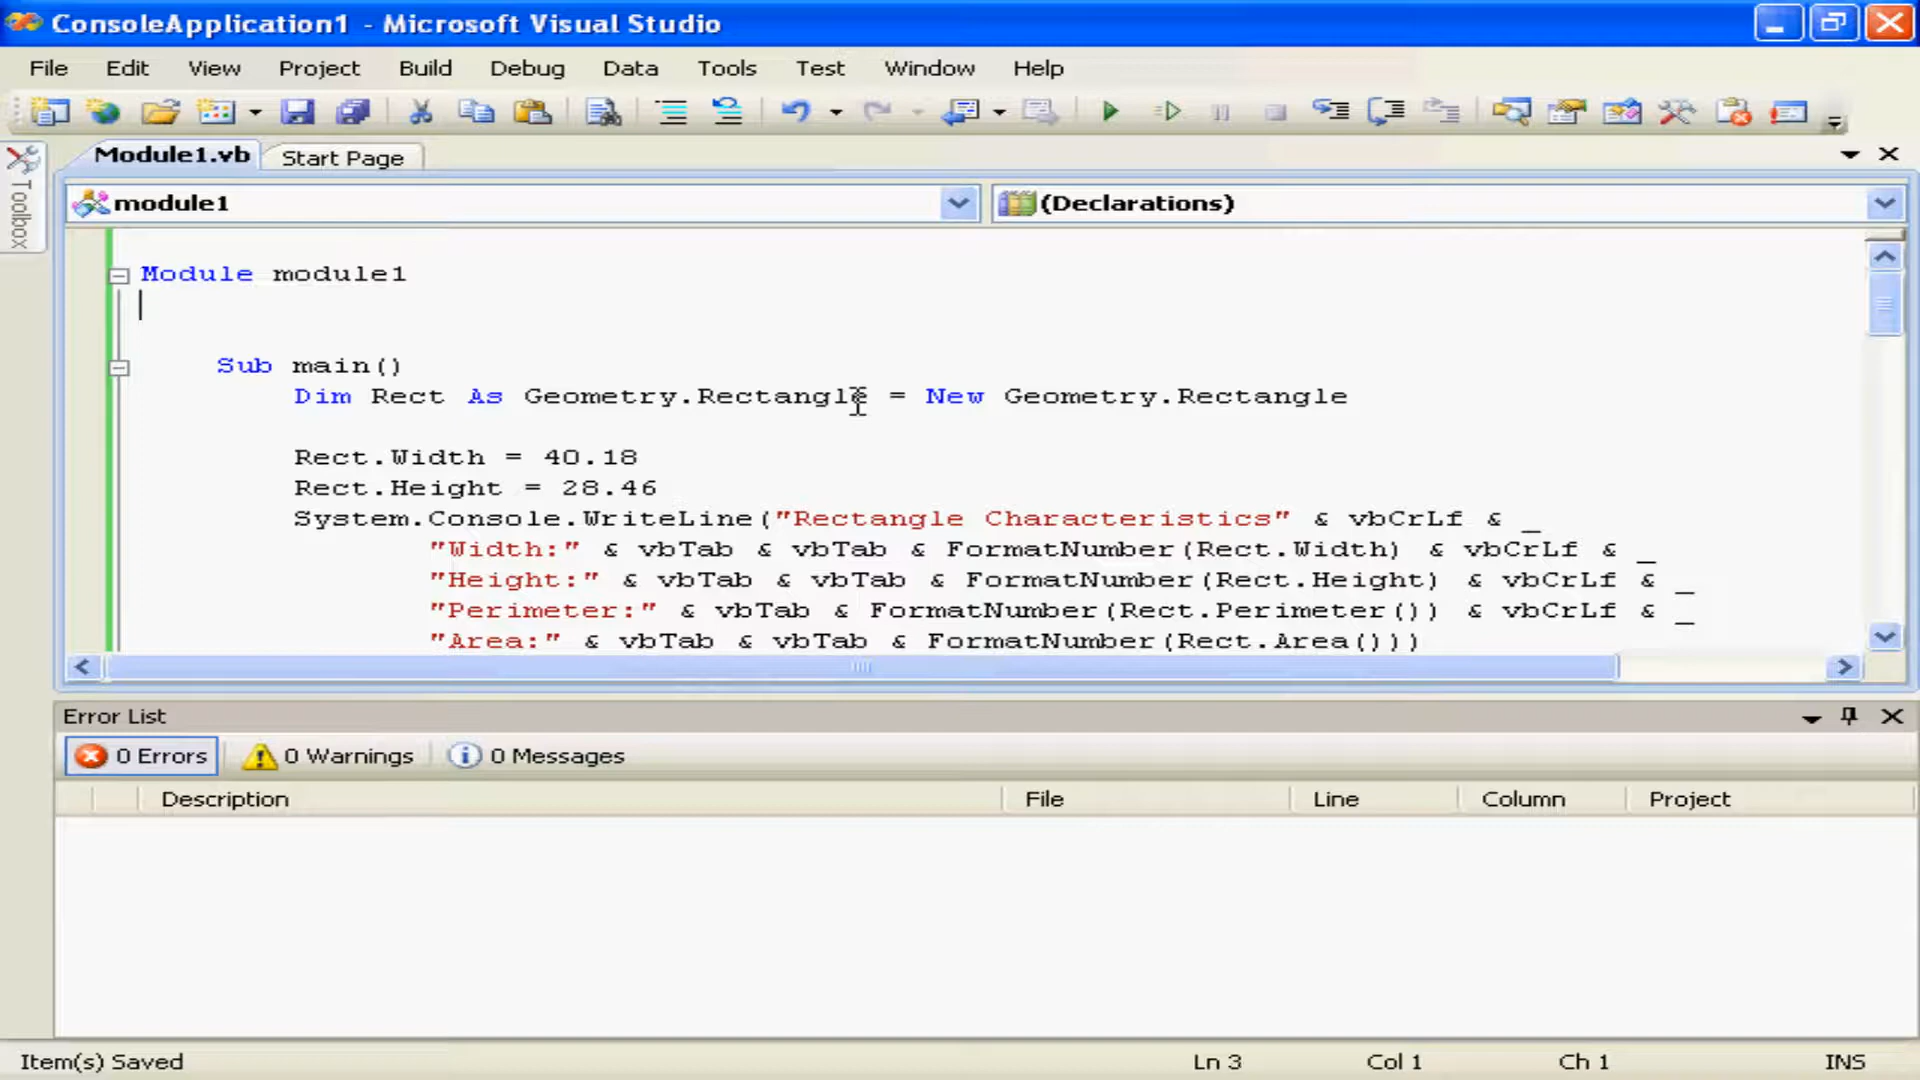 ConsoleApplication1 - Microsoft Visual Studio
File Edit View Project Build Debug Data Tools Test Window Help
Module1.vb Start Page
Toolbox
module1 (Declarations)
Module module1
Sub main()
Dim Rect As Geometry.Rectangle = New Geometry.Rectangle
Rect.Width = 40.18
Rect.Height = 28.46
System.Console.WriteLine("Rectangle Characteristics" & vbCrLf & _
"Width:" & vbTab & vbTab & FormatNumber(Rect.Width) & vbCrLf & _
"Height:" & vbTab & vbTab & FormatNumber(Rect.Height) & vbCrLf & _
"Perimeter:" & vbTab & FormatNumber(Rect.Perimeter()) & vbCrLf & _
"Area:" & vbTab & vbTab & FormatNumber(Rect.Area()))
Error List
0 Errors 0 Warnings 0 Messages
Description File Line Column Project
Item(s) Saved Ln 3 Col 1 Ch 1 INS